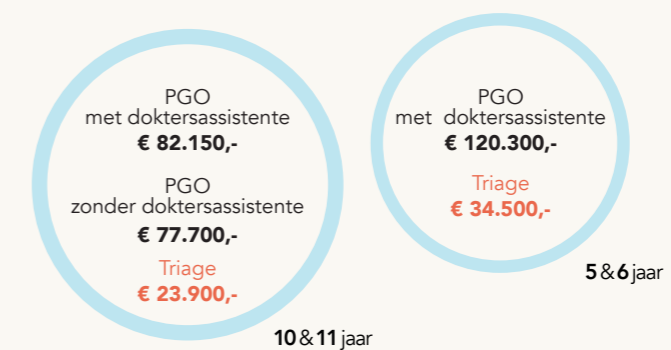 PGO
met doktersassistente
€ 82.150,-
PGO
zonder doktersassistente
€ 77.700,-
Triage
€ 23.900,-
10 & 11 jaar
PGO
met doktersassistente
€ 120.300,-
Triage
€ 34.500,-
5 & 6 jaar